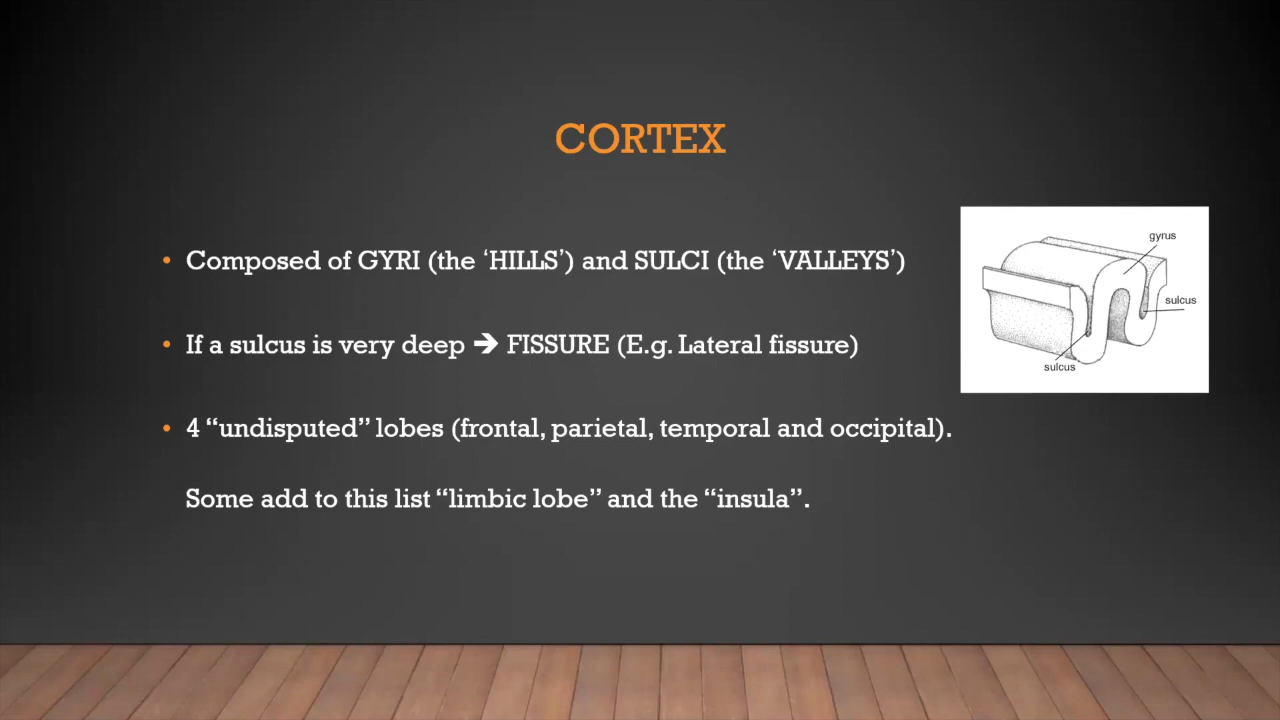 CORTEX
• Composed of GYRI (the ‘HILLS’) and SULCI (the ‘VALLEYS’)
• If a sulcus is very deep ➔ FISSURE (E.g. Lateral fissure)
• 4 “undisputed” lobes (frontal, parietal, temporal and occipital).
Some add to this list “limbic lobe” and the “insula”.
gyrus
sulcus
sulcus